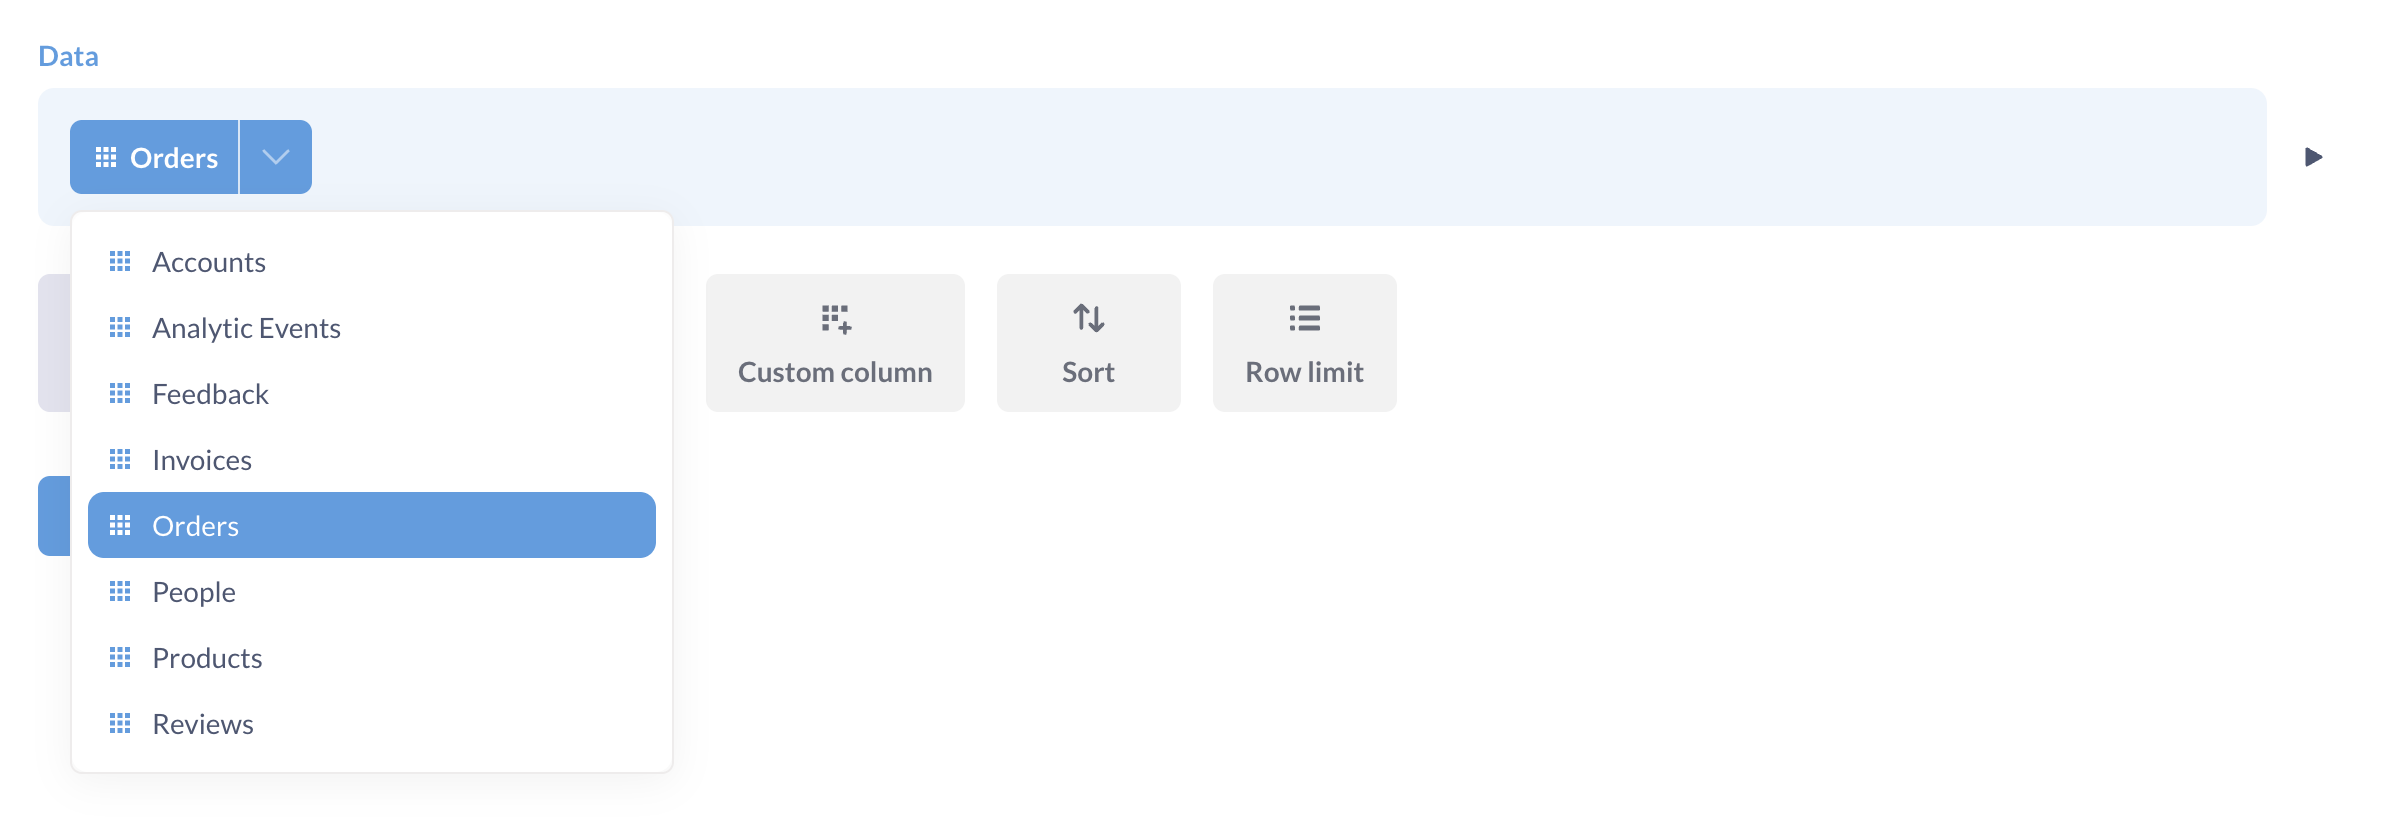 Data
Orders
Accounts
Analytic Events
Feedback
Invoices
Orders
People
Products
Reviews
Custom column
Sort
Row limit